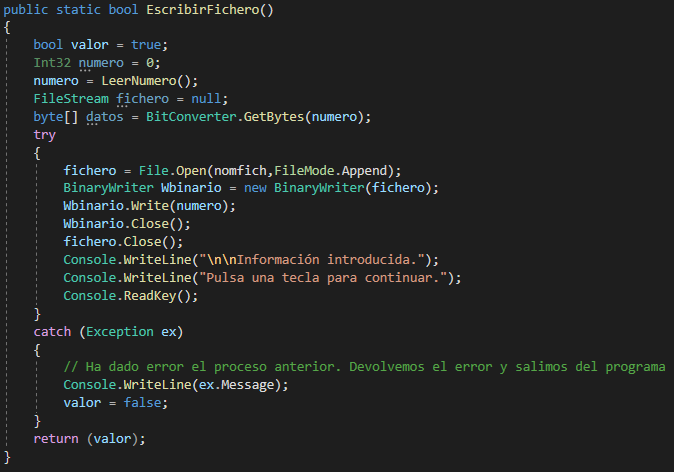 public static bool EscribirFichero()
{
    bool valor = true;
    Int32 numero = 0;
    numero = LeerNumero();
    FileStream fichero = null;
    byte[] datos = BitConverter.GetBytes(numero);
    try
    {
        fichero = File.Open(nomfich,FileMode.Append);
        BinaryWriter Wbinario = new BinaryWriter(fichero);
        Wbinario.Write(numero);
        Wbinario.Close();
        fichero.Close();
        Console.WriteLine("\n\nInformación introducida.");
        Console.WriteLine("Pulsa una tecla para continuar.");
        Console.ReadKey();
    }
    catch (Exception ex)
    {
        // Ha dado error el proceso anterior. Devolvemos el error y salimos del programa
        Console.WriteLine(ex.Message);
        valor = false;
    }
    return (valor);
}